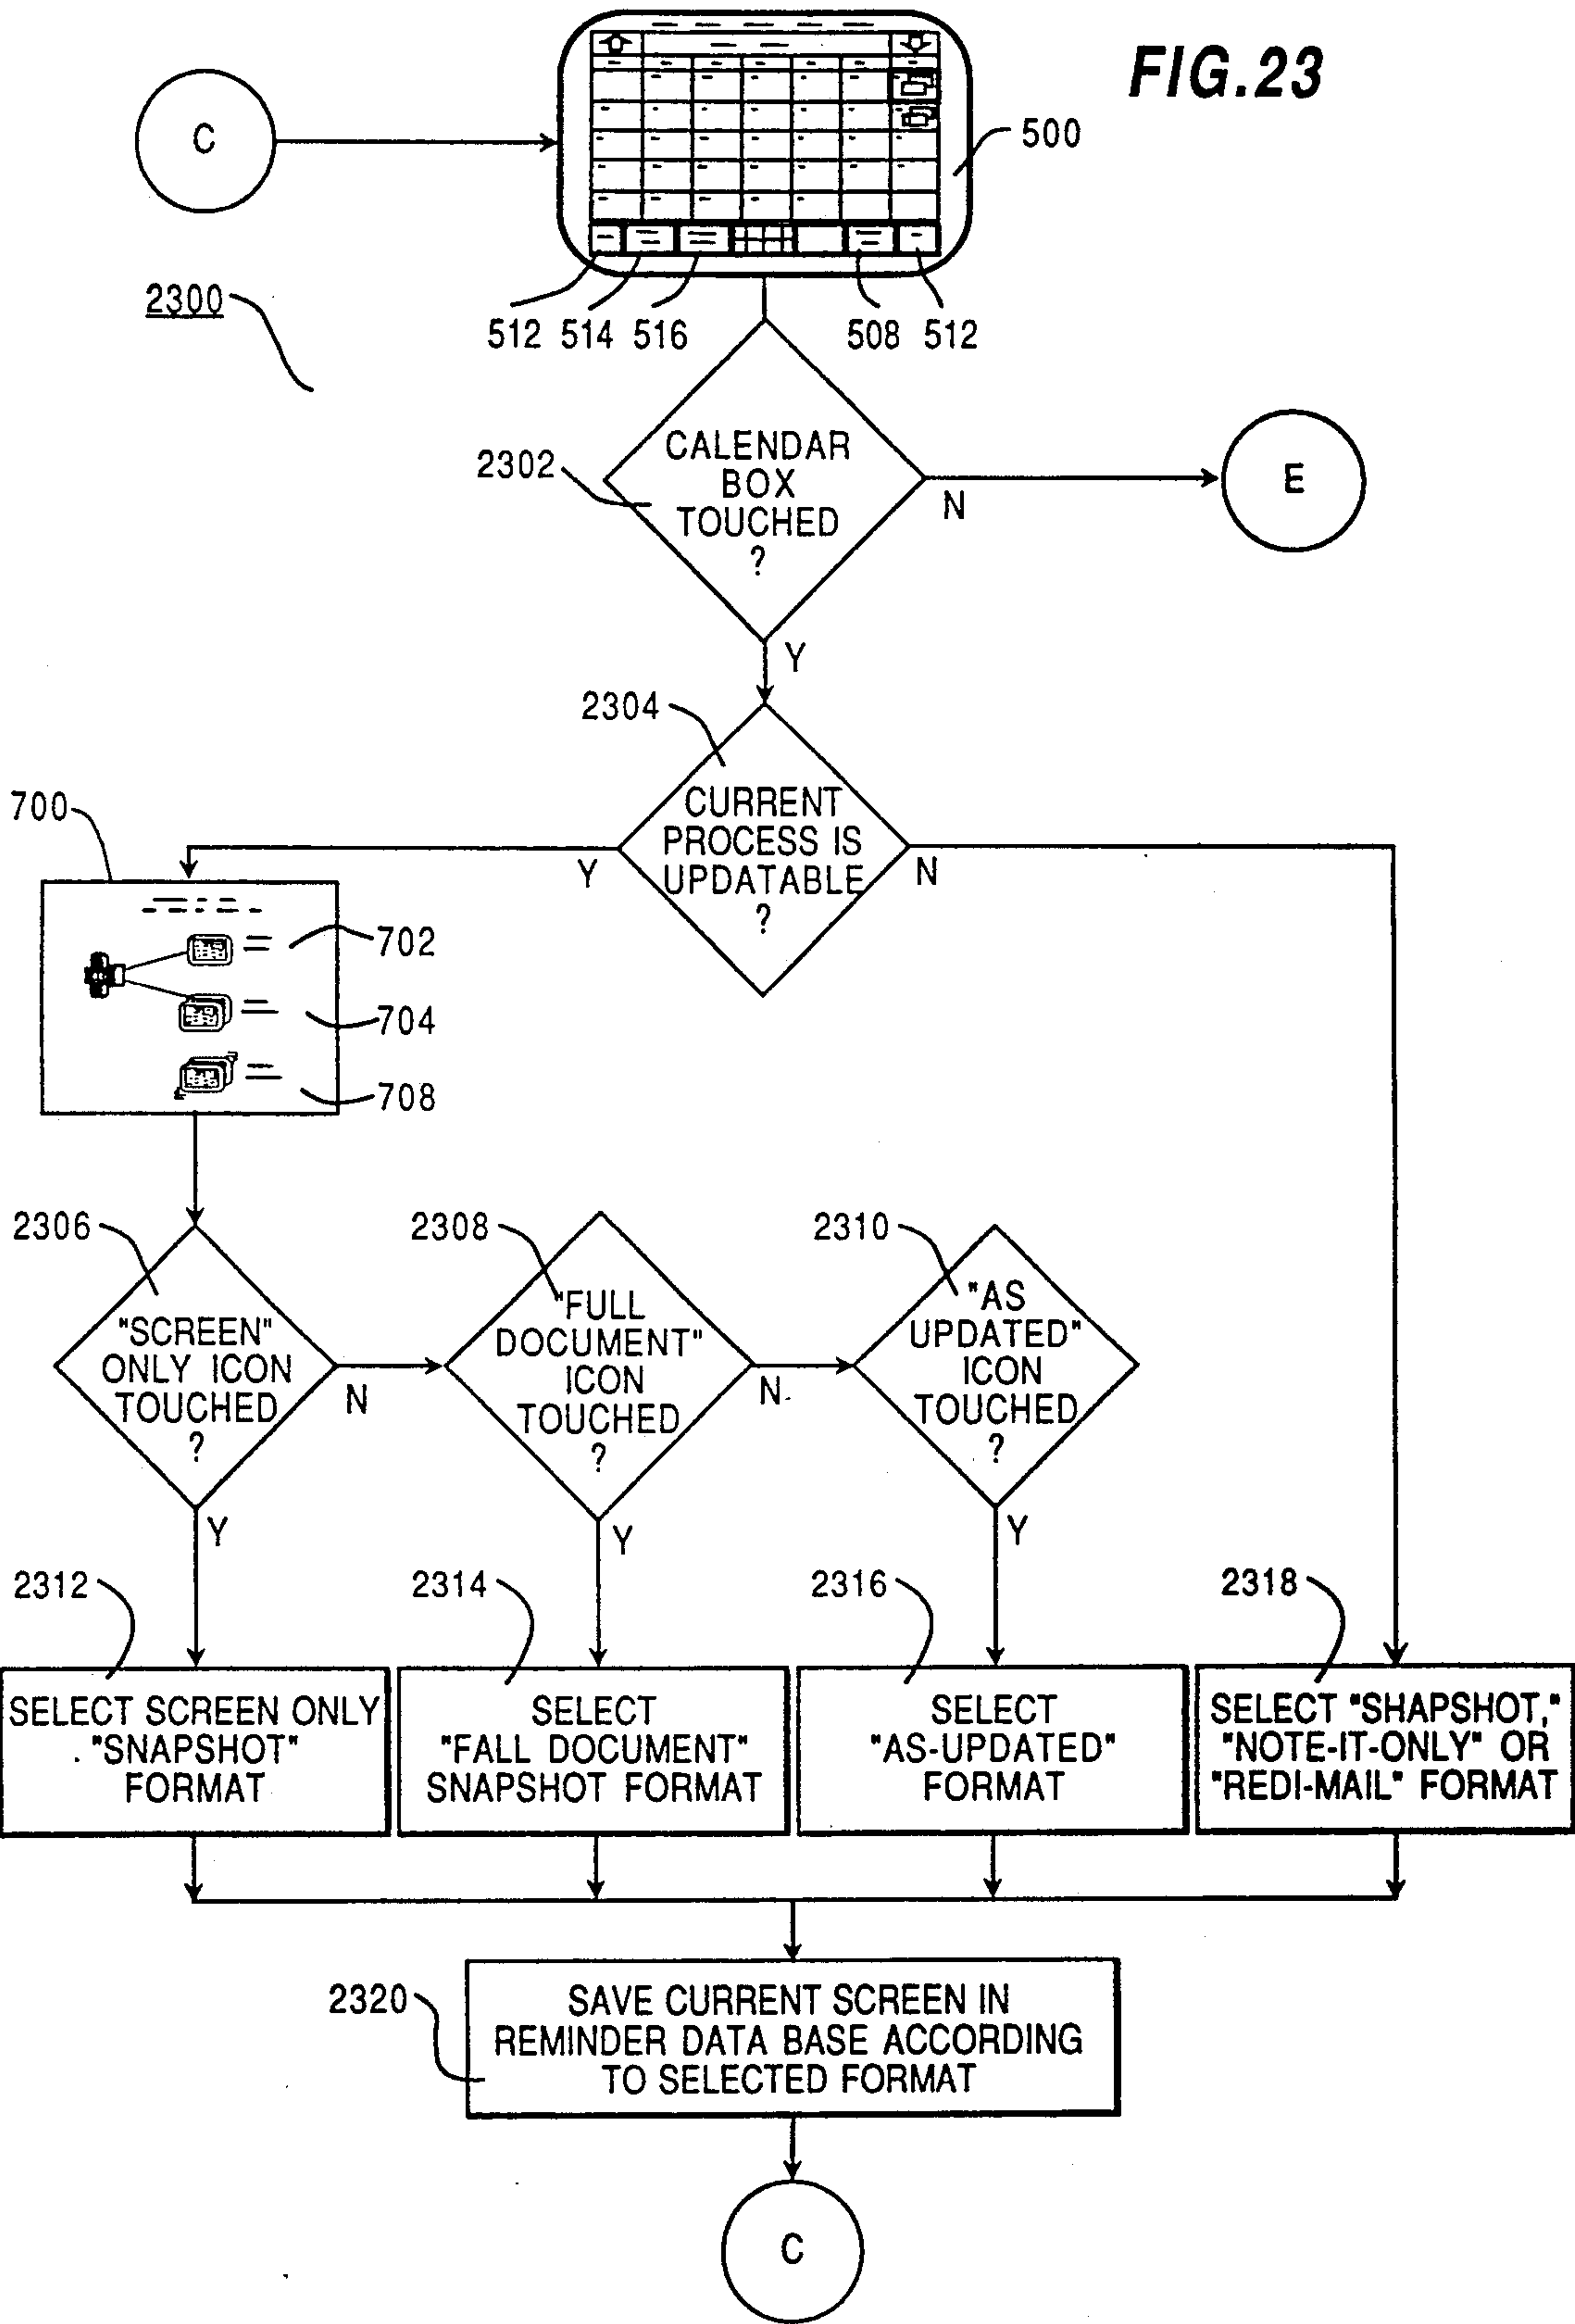 FIG.23
C
500
2300
512 514 516 508 512
2302
CALENDAR
BOX
TOUCHED
?
N
E
Y
2304
CURRENT
PROCESS IS
UPDATABLE
?
Y
N
700
702
704
708
2306
"SCREEN"
ONLY ICON
TOUCHED
?
N
Y
2308
"FULL
DOCUMENT"
ICON
TOUCHED
?
N
Y
2310
"AS
UPDATED"
ICON
TOUCHED
?
Y
2312
SELECT SCREEN ONLY
"SNAPSHOT"
FORMAT
2314
SELECT
"FALL DOCUMENT"
SNAPSHOT FORMAT
2316
SELECT
"AS-UPDATED"
FORMAT
2318
SELECT "SHAPSHOT,"
"NOTE-IT-ONLY" OR
"REDI-MAIL" FORMAT
2320
SAVE CURRENT SCREEN IN
REMINDER DATA BASE ACCORDING
TO SELECTED FORMAT
C